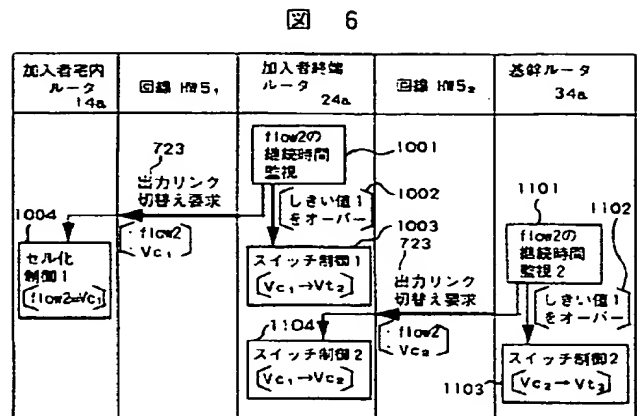 図 6
加入者宅内
ルータ
14a
回線 HW5₁
加入者終端
ルータ
24a
回線 HW5₂
基幹ルータ
34a
flow2の
継続時間
監視
1001
723
出力リンク
切替え要求
しきい値1
をオーバー
1002
1004
セル化
制御1
(flow2=Vc₁)
flow2
Vc₁
1003
スイッチ制御1
(Vc₁→Vt₂)
723
出力リンク
切替え要求
flow2
Vc₂
1101
flow2の
継続時間
監視2
1102
しきい値1
をオーバー
1104
スイッチ制御2
(Vc₁→Vc₂)
スイッチ制御2
(Vc₂→Vt₃)
1103